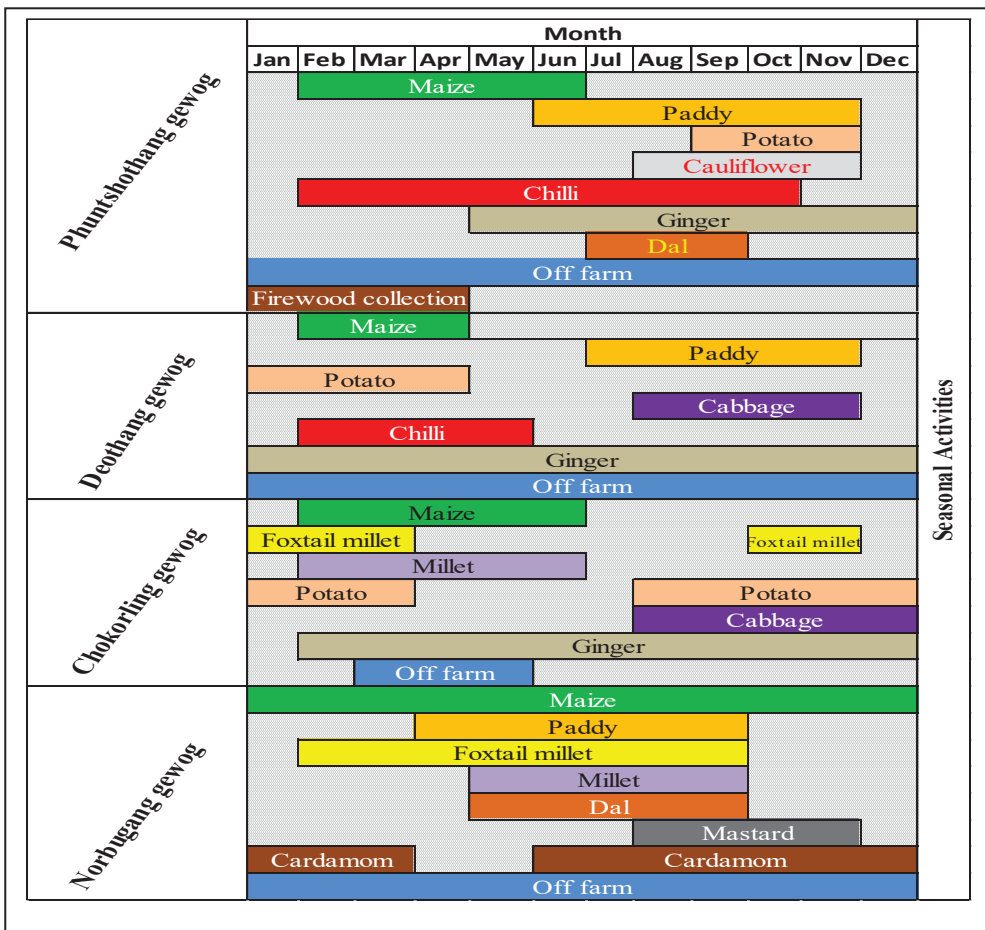 Month
Jan Feb Mar Apr May Jun Jul Aug Sep Oct Nov Dec
Phuntshothang gewog
Maize
Paddy
Potato
Cauliflower
Chilli
Ginger
Dal
Off farm
Firewood collection
Deothang gewog
Maize
Paddy
Potato
Cabbage
Chilli
Ginger
Off farm
Chokorling gewog
Maize
Foxtail millet Foxtail millet
Millet
Potato Potato
Cabbage
Ginger
Off farm
Norbugang gewog
Maize
Paddy
Foxtail millet
Millet
Dal
Mastard
Cardamom Cardamom
Off farm
Seasonal Activities